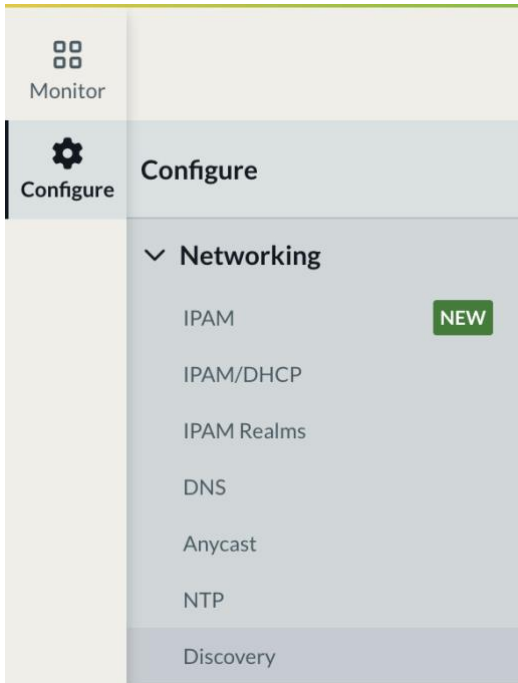 Monitor
Configure
Configure
Networking
IPAM NEW
IPAM/DHCP
IPAM Realms
DNS
Anycast
NTP
Discovery